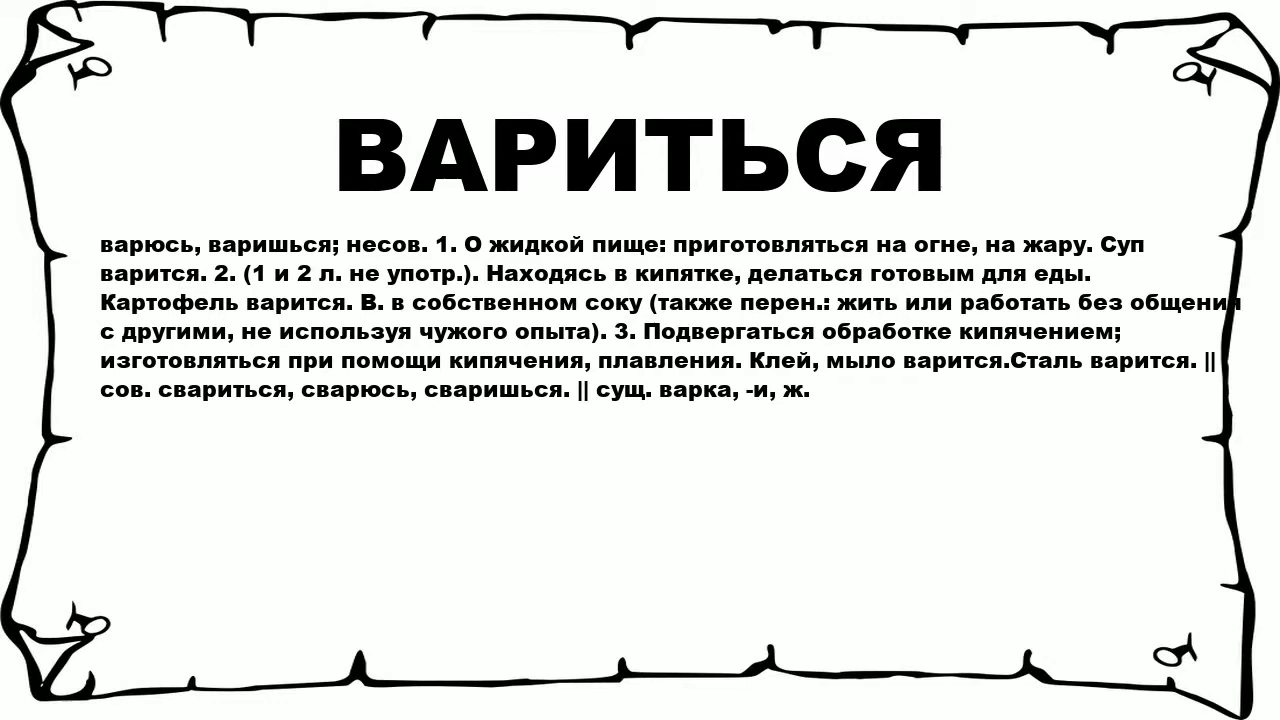 ВАРИТЬСЯ
варюсь, варишься; несов. 1. О жидкой пище: приготовляться на огне, на жару. Суп
варится. 2. (1 и 2 л. не употр.). Находясь в кипятке, делаться готовым для еды.
Картофель варится. В. в собственном соку (также перен.: жить или работать без общения
с другими, не используя чужого опыта). 3. Подвергаться обработке кипячением;
изготовляться при помощи кипячения, плавления. Клей, мыло варится.Сталь варится. ||
сов. свариться, сварюсь, сваришься. || сущ. варка, -и, ж.